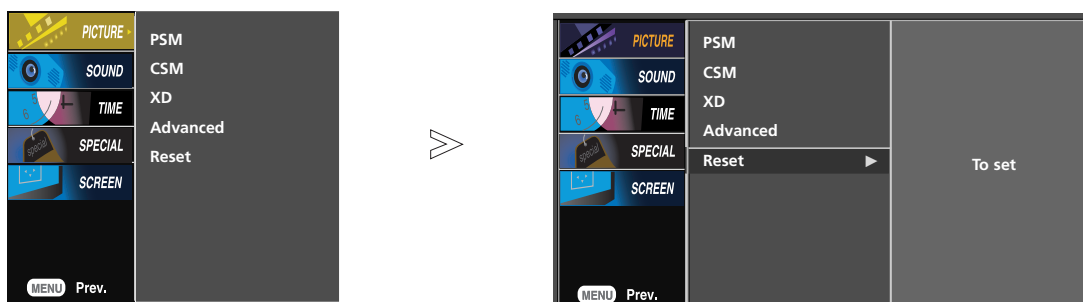 PICTURE
SOUND
TIME
SPECIAL
SCREEN
MENU Prev.
PSM
CSM
XD
Advanced
Reset
PICTURE
SOUND
TIME
SPECIAL
SCREEN
MENU Prev.
PSM
CSM
XD
Advanced
Reset
To set